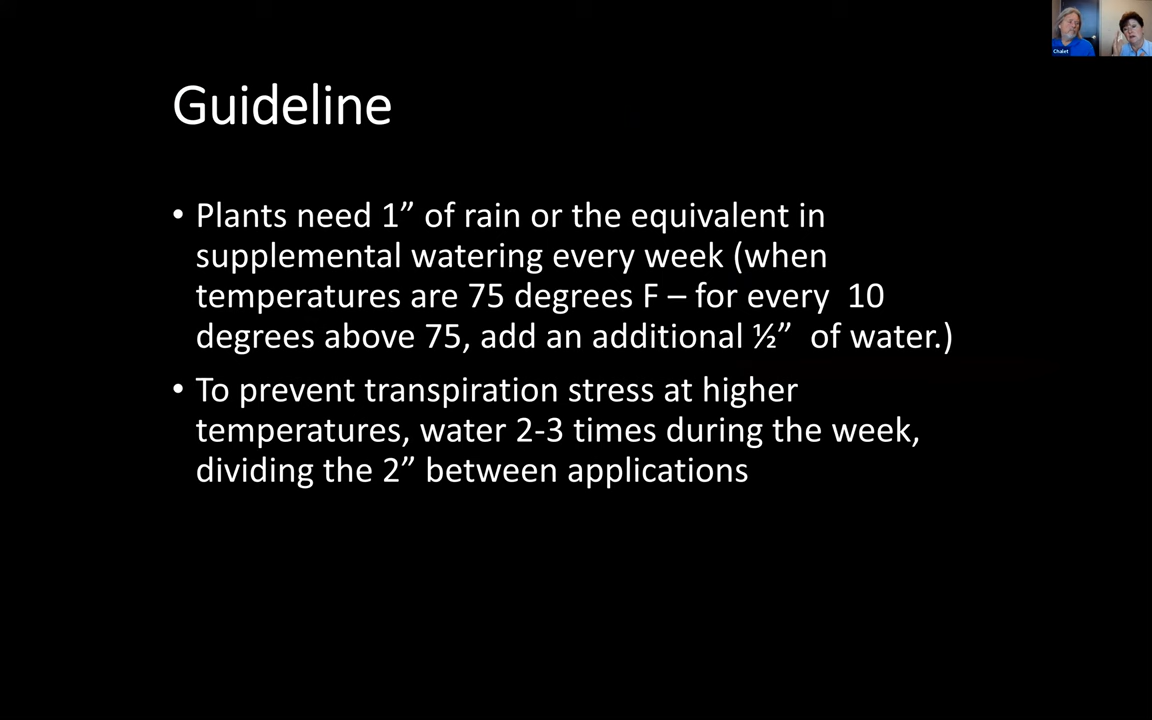 Guideline
• Plants need 1” of rain or the equivalent in
supplemental watering every week (when
temperatures are 75 degrees F – for every  10
degrees above 75, add an additional ½”  of water.)
• To prevent transpiration stress at higher
temperatures, water 2-3 times during the week,
dividing the 2” between applications
Chalet